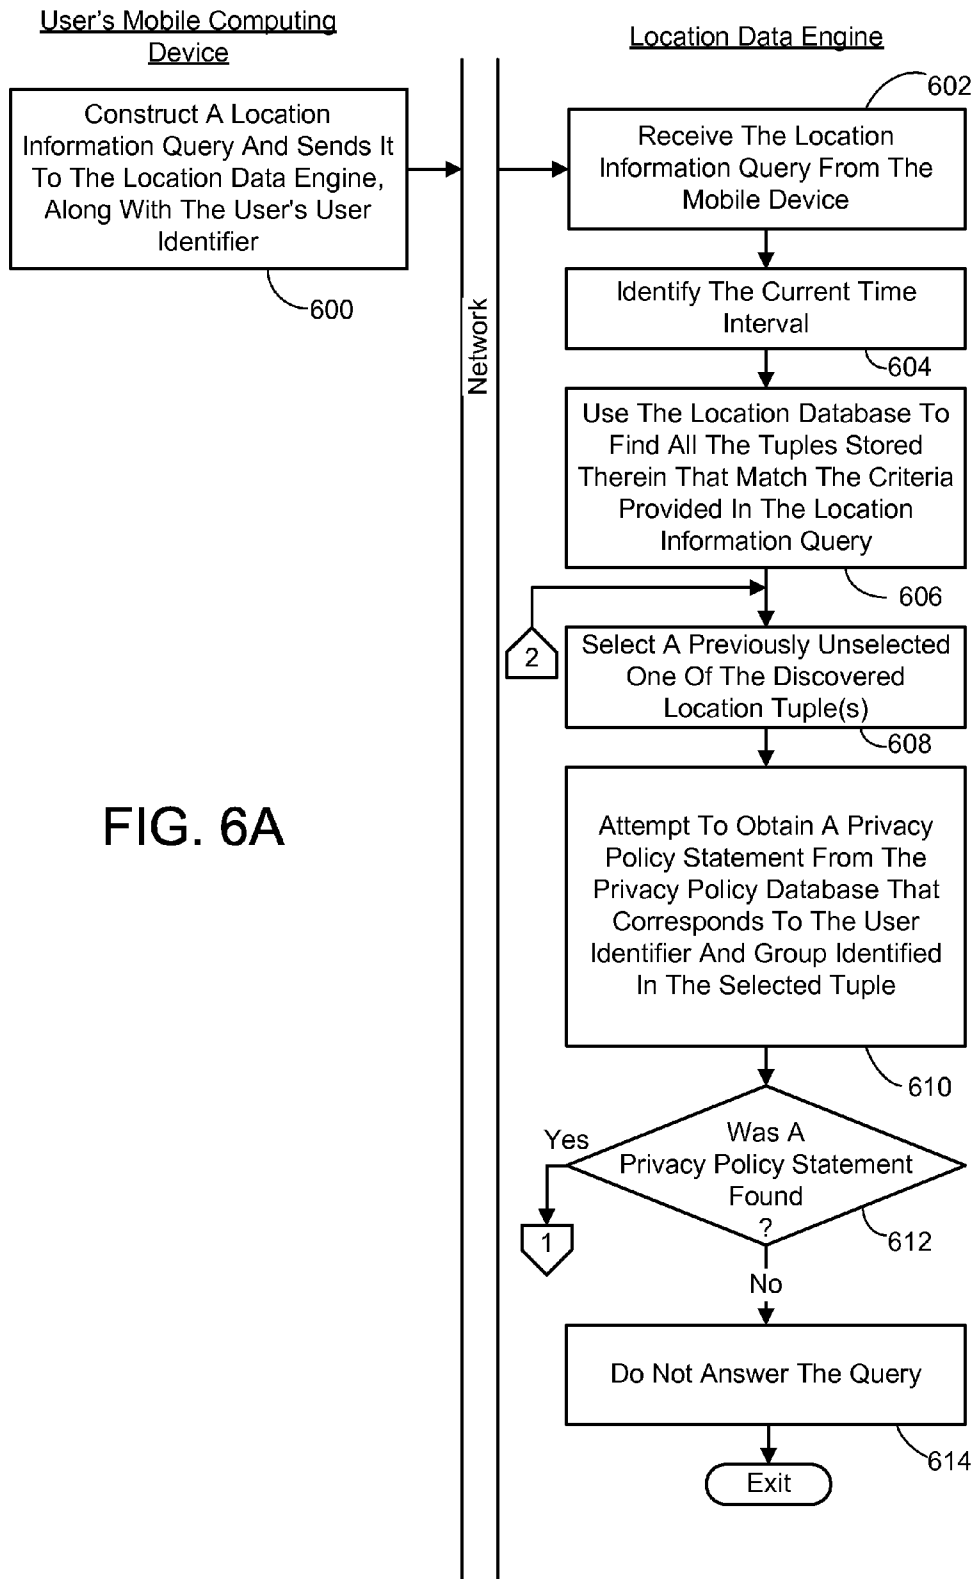 User's Mobile Computing
Device
Construct A Location
Information Query And Sends It
To The Location Data Engine,
Along With The User's User
Identifier
600
Network
Location Data Engine
602
Receive The Location
Information Query From The
Mobile Device
Identify The Current Time
Interval
604
Use The Location Database To
Find All The Tuples Stored
Therein That Match The Criteria
Provided In The Location
Information Query
606
2
Select A Previously Unselected
One Of The Discovered
Location Tuple(s)
608
FIG. 6A
Attempt To Obtain A Privacy
Policy Statement From The
Privacy Policy Database That
Corresponds To The User
Identifier And Group Identified
In The Selected Tuple
610
Yes
Was A
Privacy Policy Statement
Found
?
612
1
No
Do Not Answer The Query
614
Exit